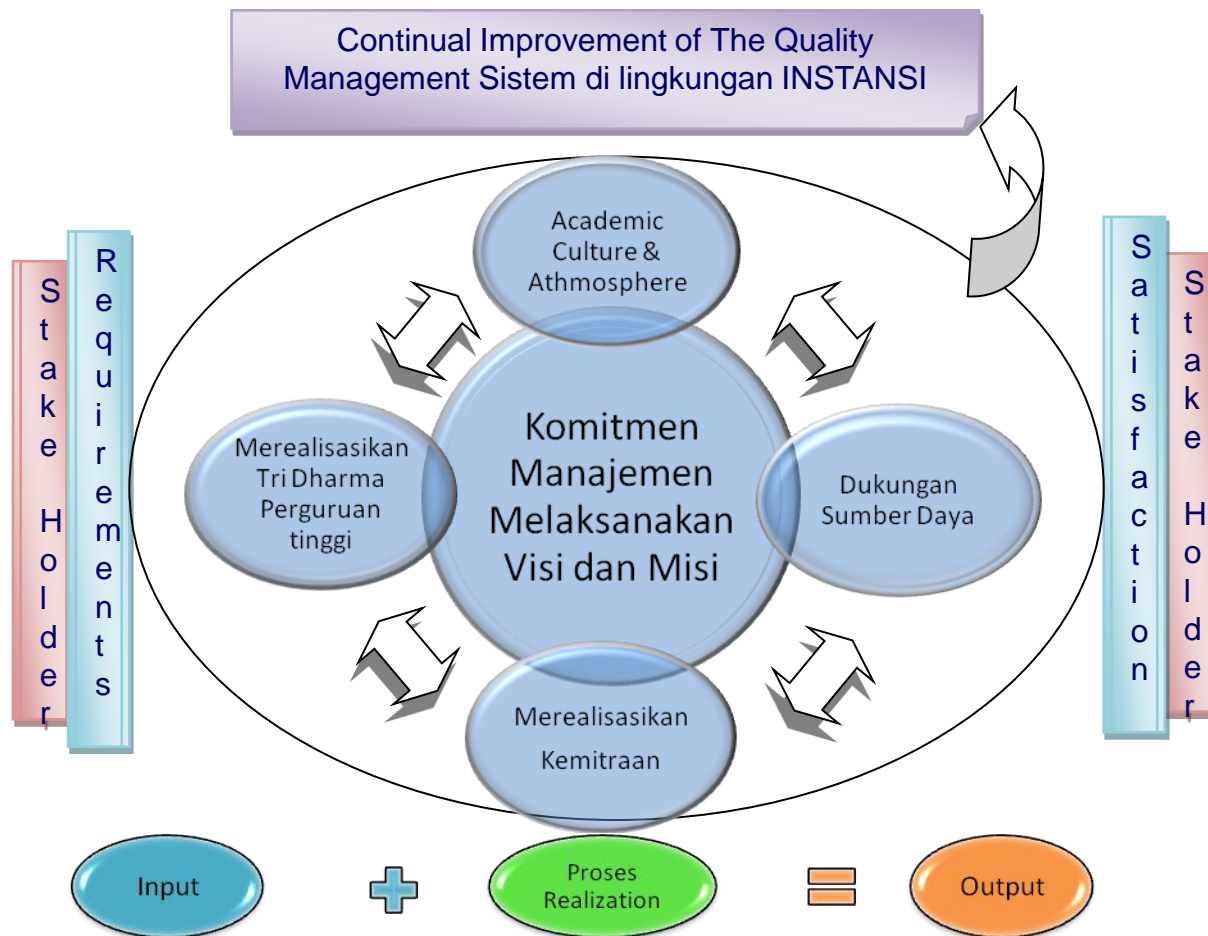 Continual Improvement of The Quality
Management Sistem di lingkungan INSTANSI
Stake Holder
Requirements
Academic
Culture &
Athmosphere
Merealisasikan
Tri Dharma
Perguruan
tinggi
Komitmen
Manajemen
Melaksanakan
Visi dan Misi
Dukungan
Sumber Daya
Merealisasikan
Kemitraan
Satisfaction
Stake Holder
Input
Proses
Realization
Output